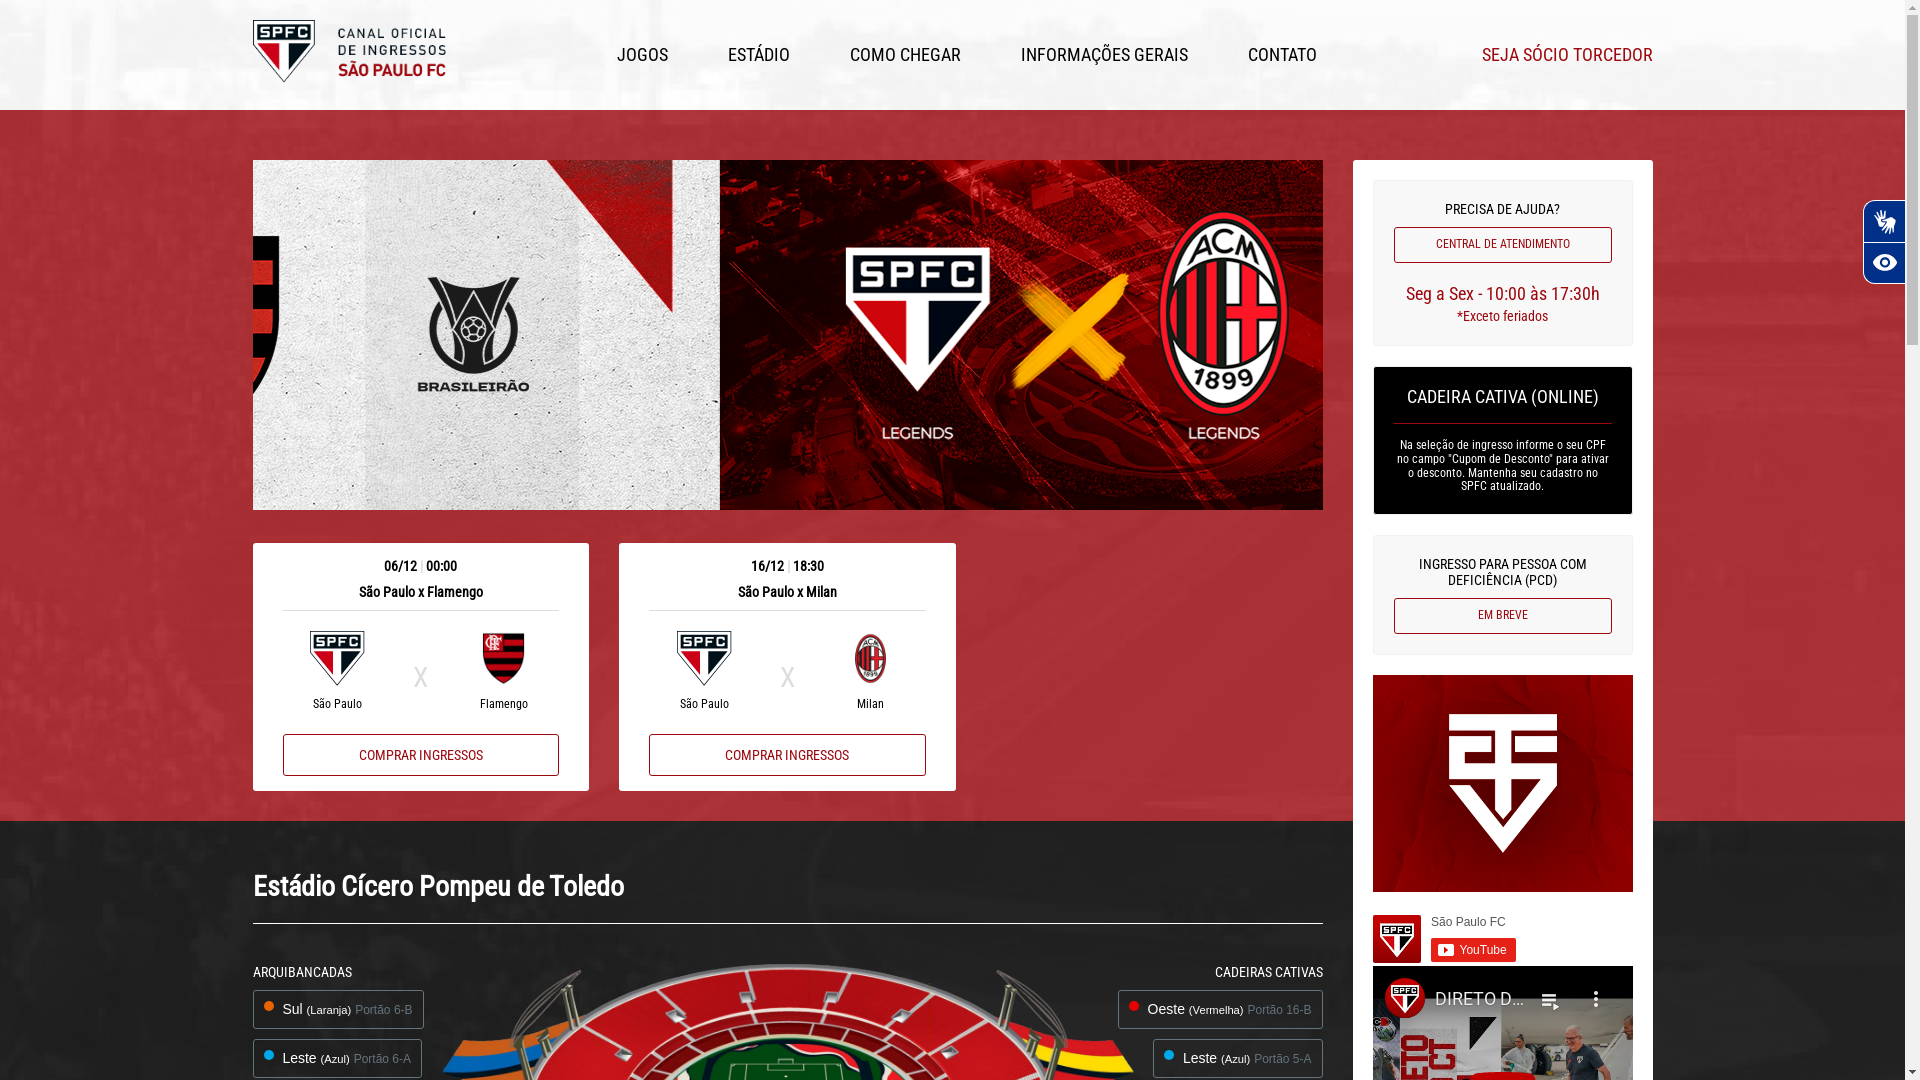 SPFC
CANAL OFICIAL
DE INGRESSOS
SÃO PAULO FC
JOGOS
ESTÁDIO
COMO CHEGAR
INFORMAÇÕES GERAIS
CONTATO
SEJA SÓCIO TORCEDOR
BRASILEIRÃO
SPFC
LEGENDS
ACM
1899
LEGENDS
06/12 | 00:00
São Paulo x Flamengo
SPFC
X
São Paulo
Flamengo
COMPRAR INGRESSOS
16/12 | 18:30
São Paulo x Milan
SPFC
X
ACM
São Paulo
Milan
COMPRAR INGRESSOS
PRECISA DE AJUDA?
CENTRAL DE ATENDIMENTO
Seg a Sex - 10:00 às 17:30h
*Exceto feriados
CADEIRA CATIVA (ONLINE)
Na seleção de ingresso informe o seu CPF
no campo "Cupom de Desconto" para ativar
o desconto. Mantenha seu cadastro no
SPFC atualizado.
INGRESSO PARA PESSOA COM
DEFICIÊNCIA (PCD)
EM BREVE
SPFC
São Paulo FC
YouTube
SPFC
DIRETO D...
Estádio Cícero Pompeu de Toledo
ARQUIBANCADAS
Sul (Laranja) Portão 6-B
Leste (Azul) Portão 6-A
CADEIRAS CATIVAS
Oeste (Vermelha) Portão 16-B
Leste (Azul) Portão 5-A